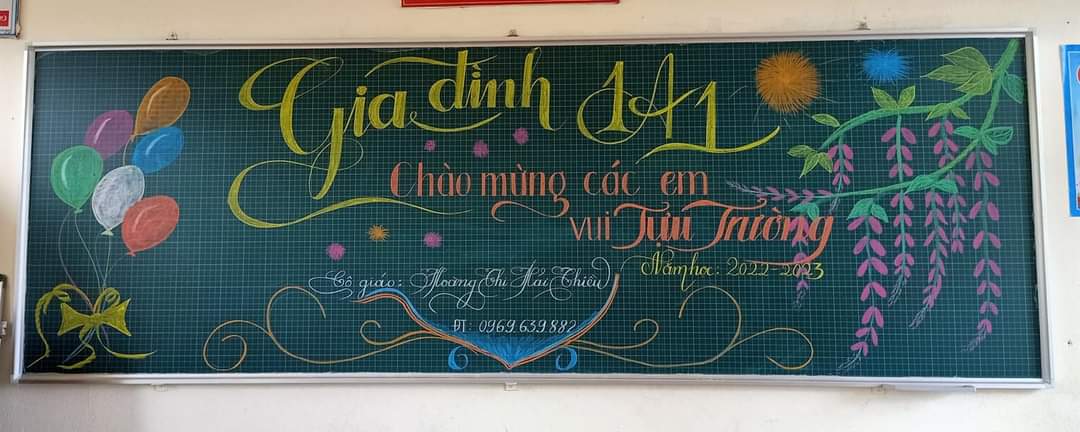 Gia đình 1A1
Chào mừng các em
vui Tựu Trường
Năm học: 2022-2023
Cô giáo: Hoàng Thị Hải Thiều
ĐT: 0969.639.882